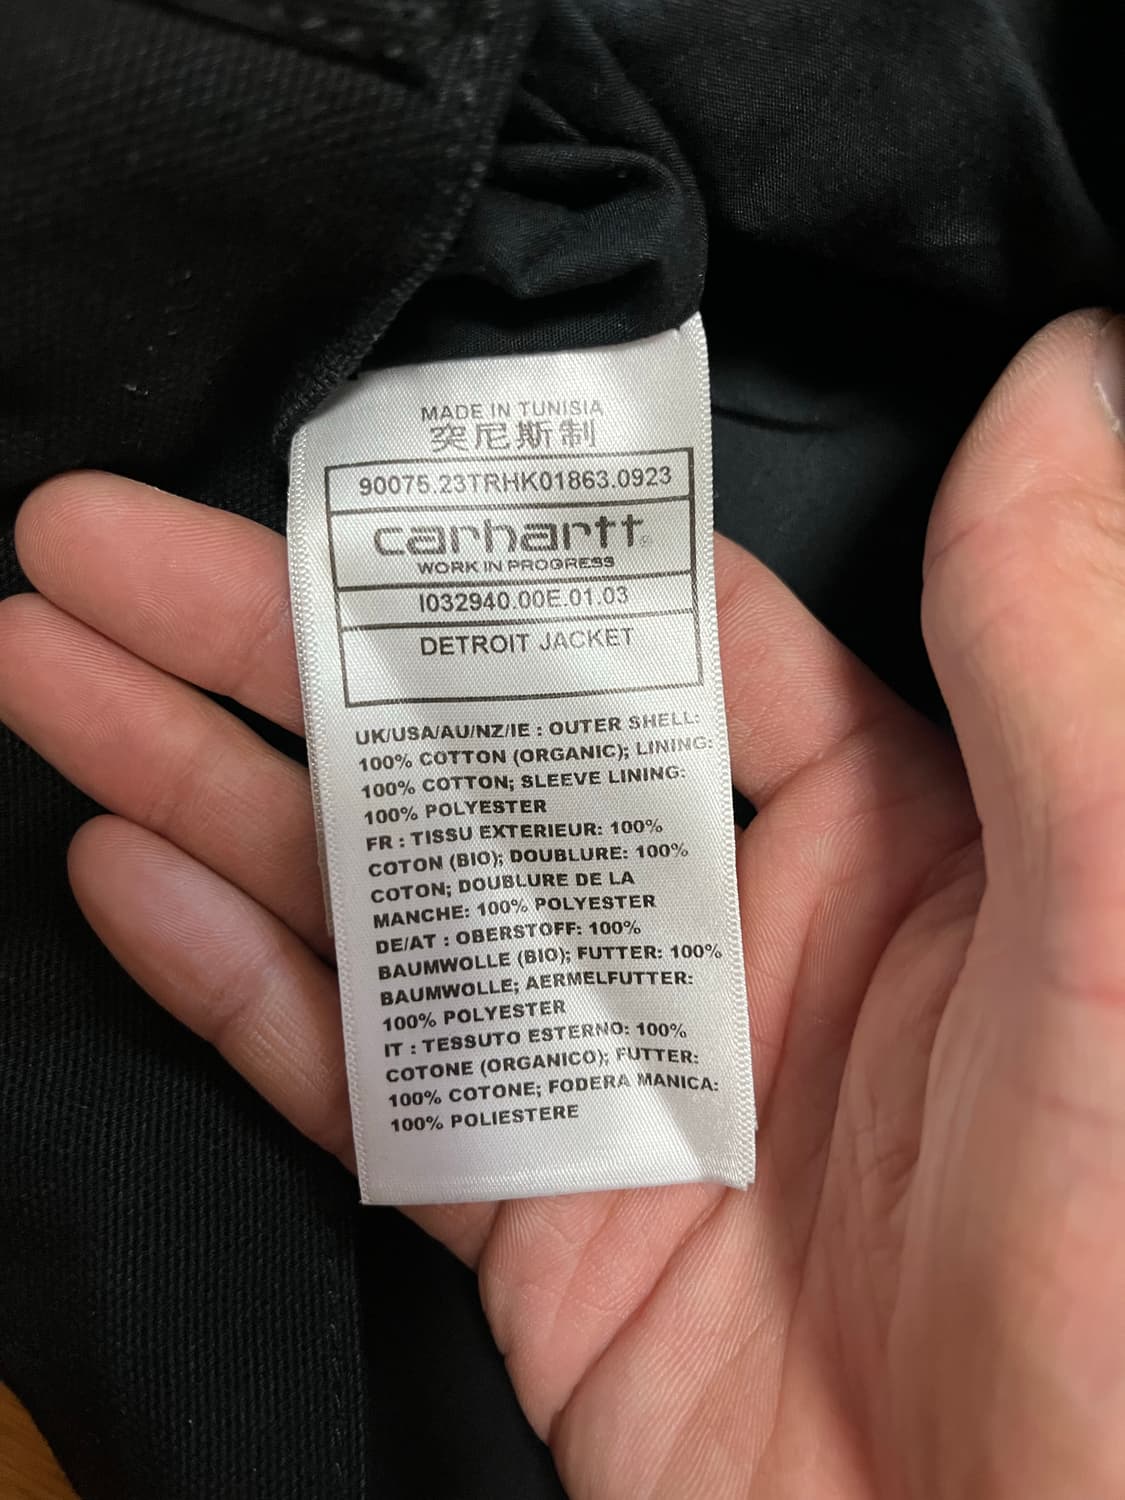 MADE IN TUNISIA
突尼斯制
90075.23TRHK01863.0923
carhartt®
WORK IN PROGRESS
I032940.00E.01.03
DETROIT JACKET
UK/USA/AU/NZ/IE : OUTER SHELL:
100% COTTON (ORGANIC); LINING:
100% COTTON; SLEEVE LINING:
100% POLYESTER
FR : TISSU EXTERIEUR: 100%
COTON (BIO); DOUBLURE: 100%
COTON; DOUBLURE DE LA
MANCHE: 100% POLYESTER
DE/AT : OBERSTOFF: 100%
BAUMWOLLE (BIO); FUTTER: 100%
BAUMWOLLE; AERMELFUTTER:
100% POLYESTER
IT : TESSUTO ESTERNO: 100%
COTONE (ORGANICO); FUTTER:
100% COTONE; FODERA MANICA:
100% POLIESTERE